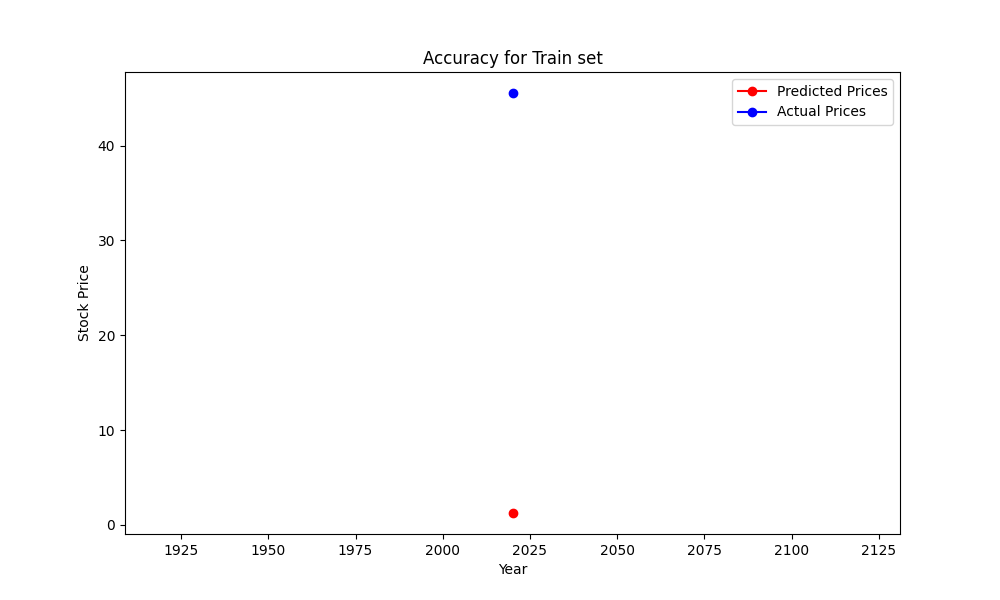 Accuracy for Train set
Predicted Prices
Actual Prices
40
30
20
10
0
Stock Price
1925 1950 1975 2000 2025 2050 2075 2100 2125
Year